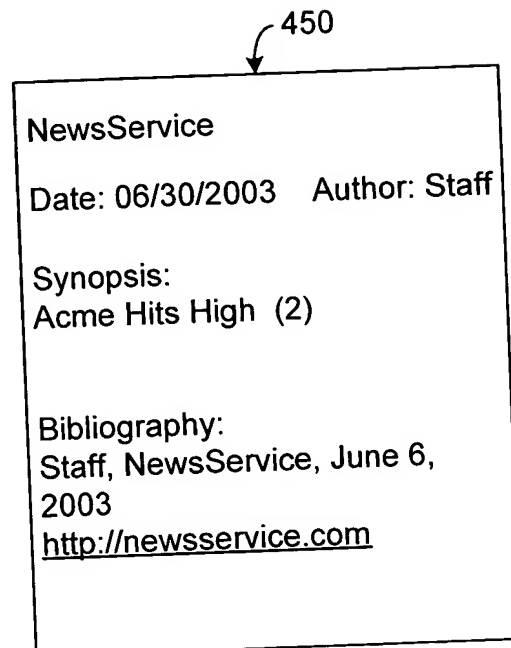 450
NewsService
Date: 06/30/2003 Author: Staff
Synopsis:
Acme Hits High (2)
Bibliography:
Staff, NewsService, June 6,
2003
http://newsservice.com